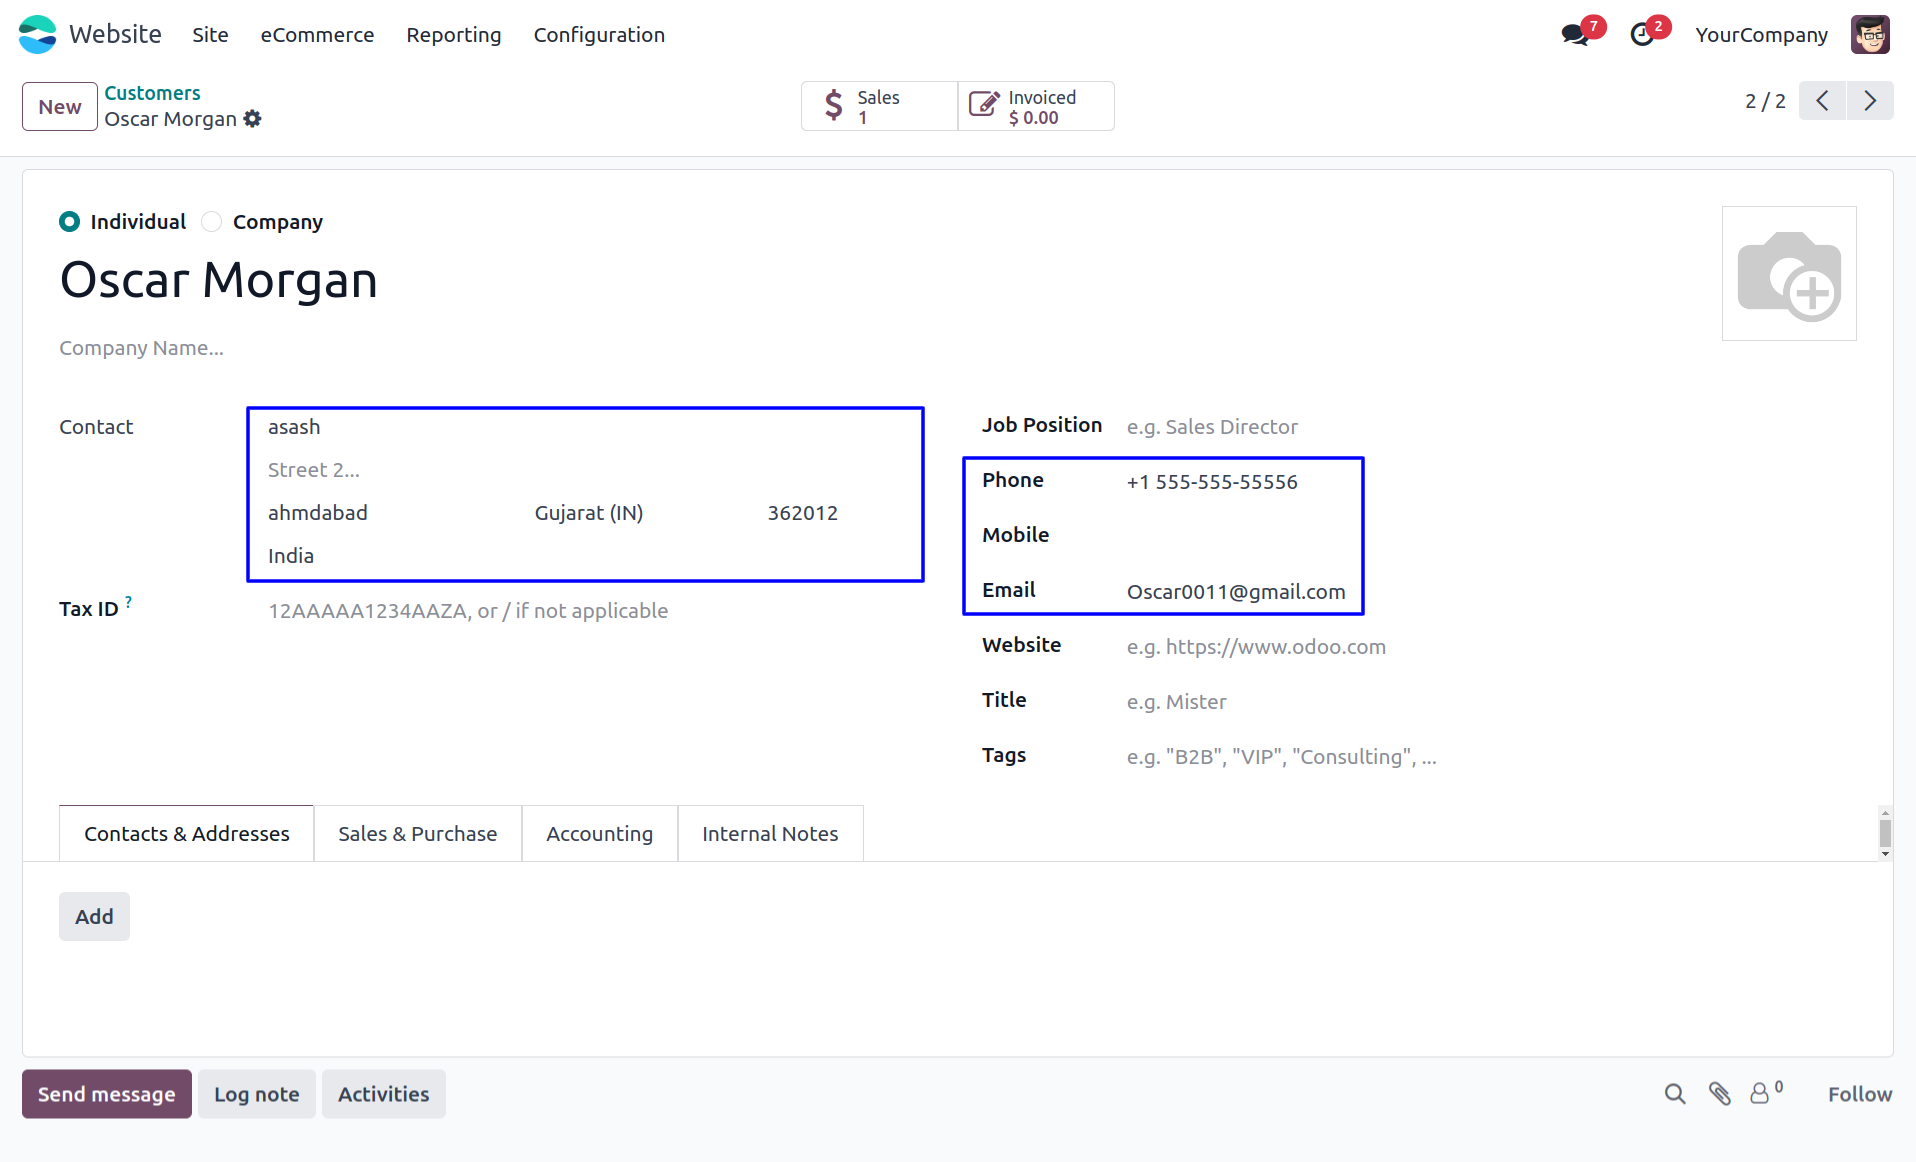 Website Site eCommerce Reporting Configuration 7 2 YourCompany
New Customers
Oscar Morgan
Sales
1
Invoiced
$ 0.00
2 / 2
Individual Company
Oscar Morgan
Company Name...
Contact
asash
Street 2...
ahmdabad Gujarat (IN) 362012
India
Tax ID ? 12AAAAA1234AAZA, or / if not applicable
Job Position e.g. Sales Director
Phone +1 555-555-55556
Mobile
Email Oscar0011@gmail.com
Website e.g. https://www.odoo.com
Title e.g. Mister
Tags e.g. "B2B", "VIP", "Consulting", ...
Contacts & Addresses Sales & Purchase Accounting Internal Notes
Add
Send message Log note Activities 0 Follow